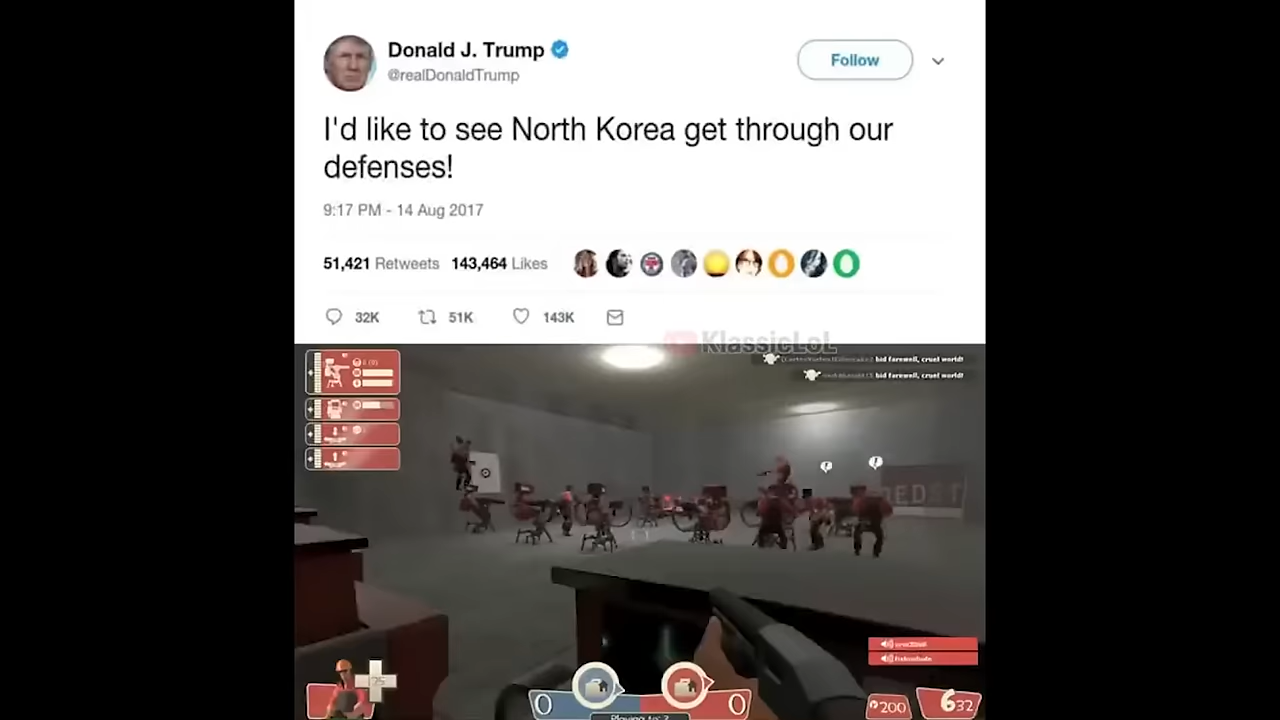 Donald J. Trump
@realDonaldTrump
Follow
I'd like to see North Korea get through our
defenses!
9:17 PM - 14 Aug 2017
51,421 Retweets 143,464 Likes
32K 51K 143K
KlassicLoL
bid farewell, cruel world!
bid farewell, cruel world!
0
0
200
6 32